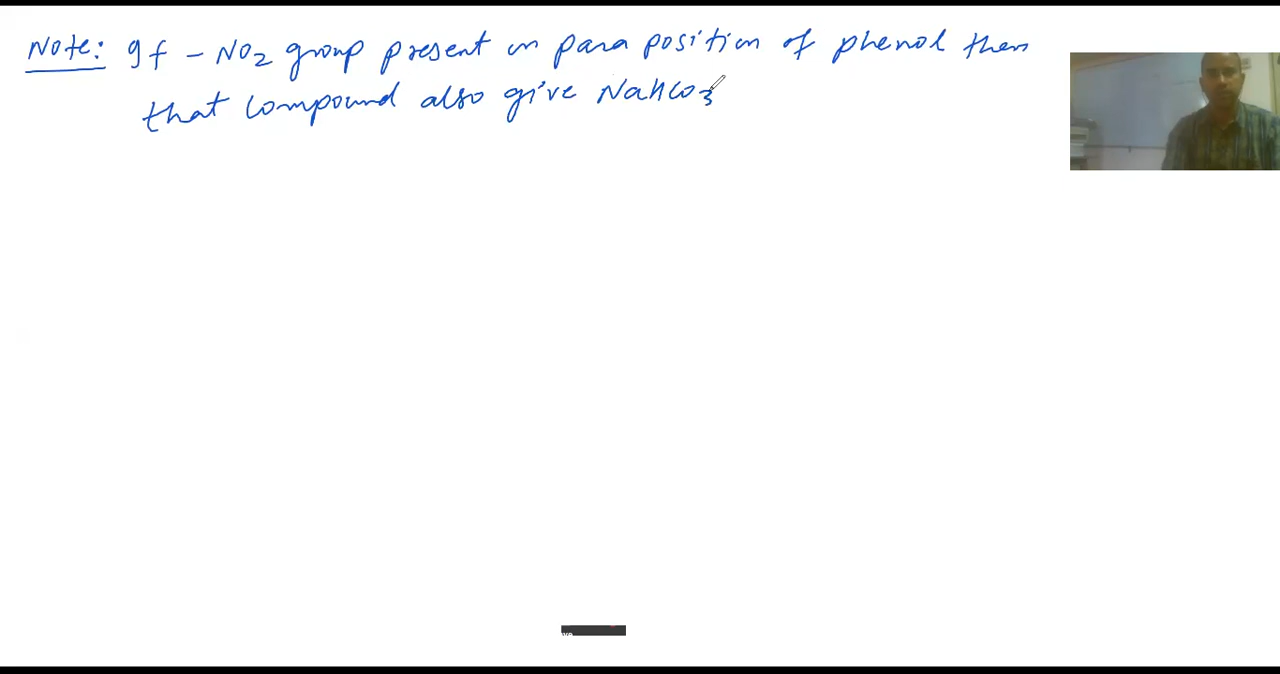 Note: If - NO2 group present in para position of phenol then
that compound also give NaHCO3